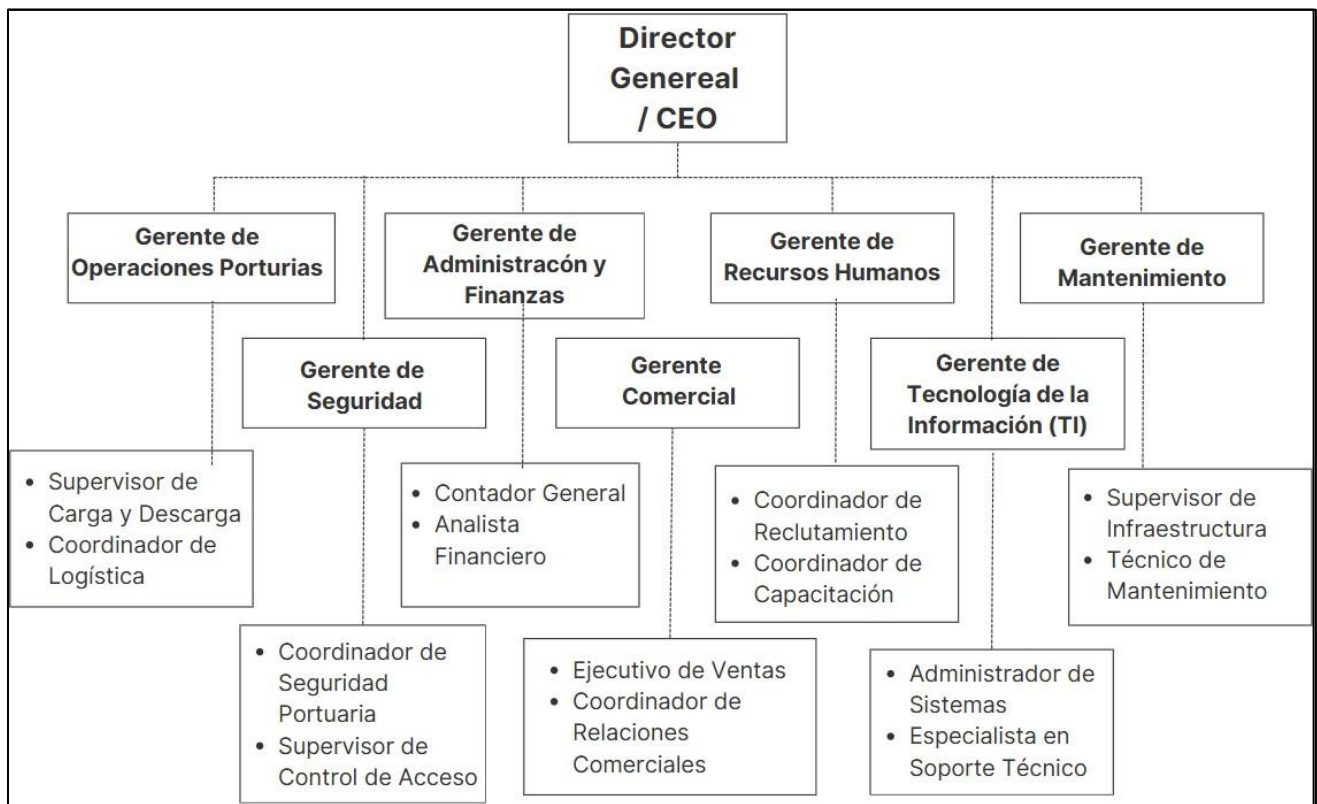 Director
Genereal
/ CEO
Gerente de
Operaciones Porturias
Gerente de
Administracón y
Finanzas
Gerente de
Recursos Humanos
Gerente de
Mantenimiento
Gerente de
Seguridad
Gerente
Comercial
Gerente de
Tecnología de la
Información (TI)
• Supervisor de
Carga y Descarga
• Coordinador de
Logística
• Contador General
• Analista
Financiero
• Coordinador de
Reclutamiento
• Coordinador de
Capacitación
• Supervisor de
Infraestructura
• Técnico de
Mantenimiento
• Coordinador de
Seguridad
Portuaria
• Supervisor de
Control de Acceso
• Ejecutivo de Ventas
• Coordinador de
Relaciones
Comerciales
• Administrador de
Sistemas
• Especialista en
Soporte Técnico